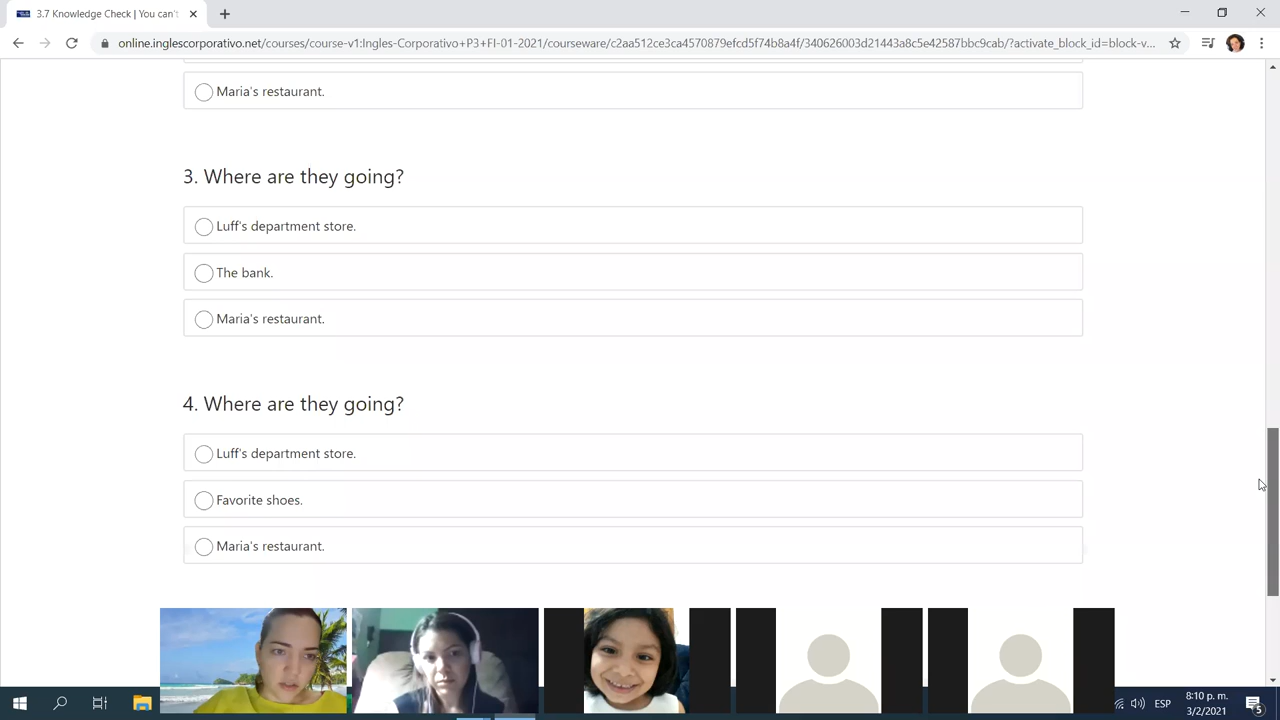 3.7 Knowledge Check | You can't
online.inglescorporativo.net/courses/course-v1:Ingles-Corporativo+P3+FI-01-2021/courseware/c2aa512ce3ca4570879efcd5f74b8a4f/340626003d21443a8c5e42587bbc9cab/?activate_block_id=block-v...
Maria's restaurant.
3. Where are they going?
Luff's department store.
The bank.
Maria's restaurant.
4. Where are they going?
Luff's department store.
Favorite shoes.
Maria's restaurant.
ESP
8:10 p. m.
3/2/2021
5